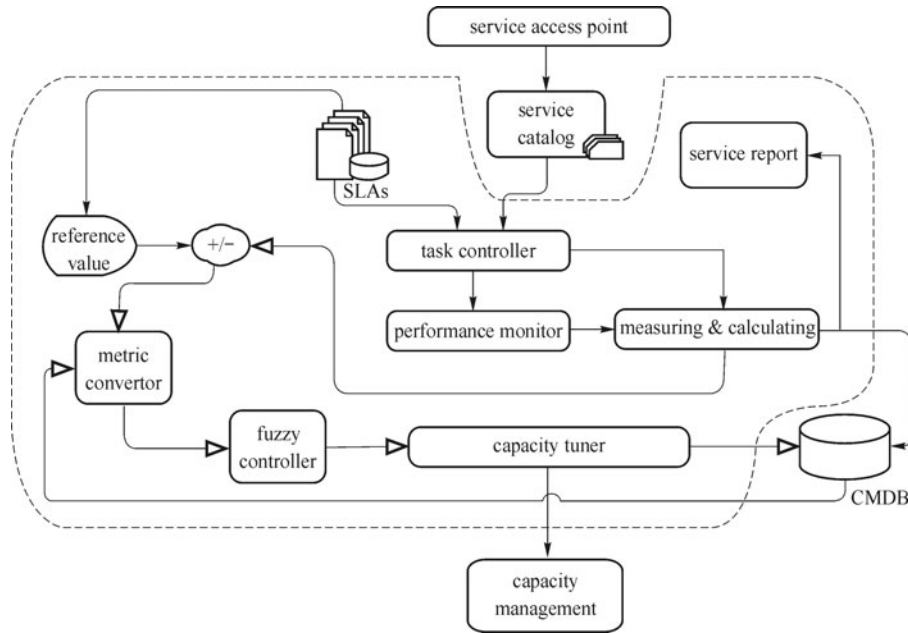 service access point
service
catalog
service report
SLAs
reference
value
+/−
task controller
performance monitor
measuring & calculating
metric
convertor
fuzzy
controller
capacity tuner
CMDB
capacity
management